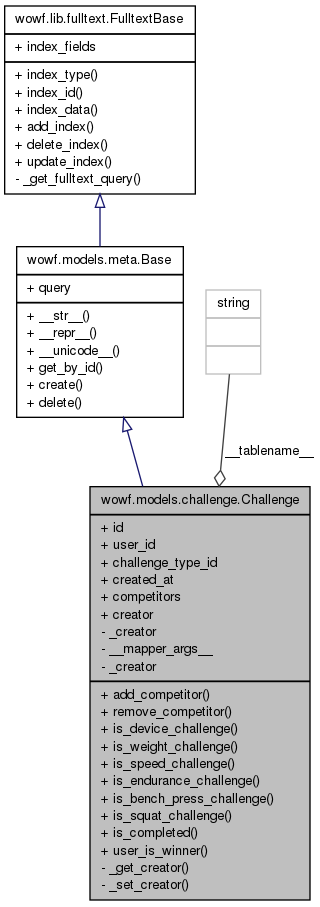 wowf.lib.fulltext.FulltextBase
+ index_fields
+ index_type()
+ index_id()
+ index_data()
+ add_index()
+ delete_index()
+ update_index()
- _get_fulltext_query()
wowf.models.meta.Base
+ query
+ __str__()
+ __repr__()
+ __unicode__()
+ get_by_id()
+ create()
+ delete()
string
__tablename__
wowf.models.challenge.Challenge
+ id
+ user_id
+ challenge_type_id
+ created_at
+ competitors
+ creator
- _creator
- __mapper_args__
- _creator
+ add_competitor()
+ remove_competitor()
+ is_device_challenge()
+ is_weight_challenge()
+ is_speed_challenge()
+ is_endurance_challenge()
+ is_bench_press_challenge()
+ is_squat_challenge()
+ is_completed()
+ user_is_winner()
- _get_creator()
- _set_creator()